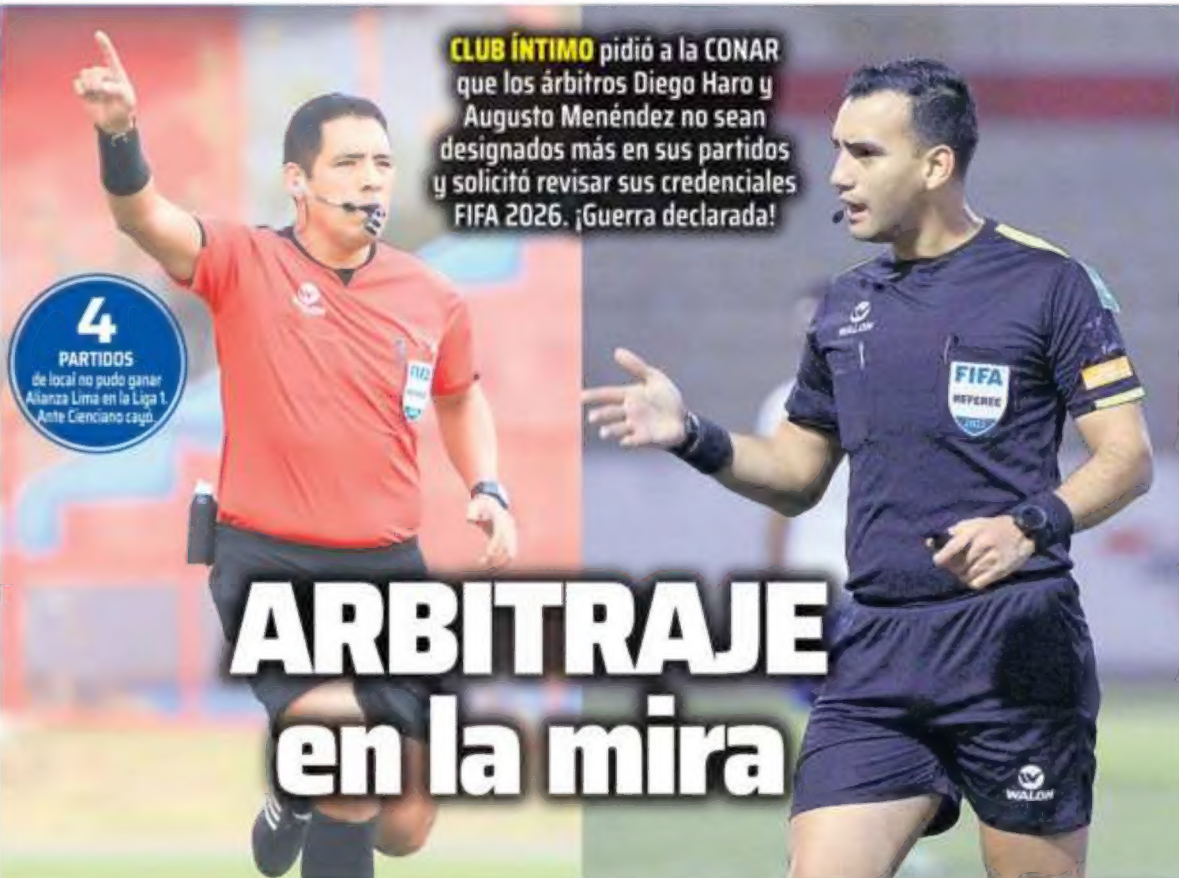 CLUB ÍNTIMO pidió a la CONAR
que los árbitros Diego Haro y
Augusto Menéndez no sean
designados más en sus partidos
y solicitó revisar sus credenciales
FIFA 2026. ¡Guerra declarada!
4
PARTIDOS
de local no pudo ganar
Alianza Lima en la Liga 1.
Ante Cienciano cayó.
WALON
FIFA
REFEREE
ARBITRAJE
en la mira
WALON